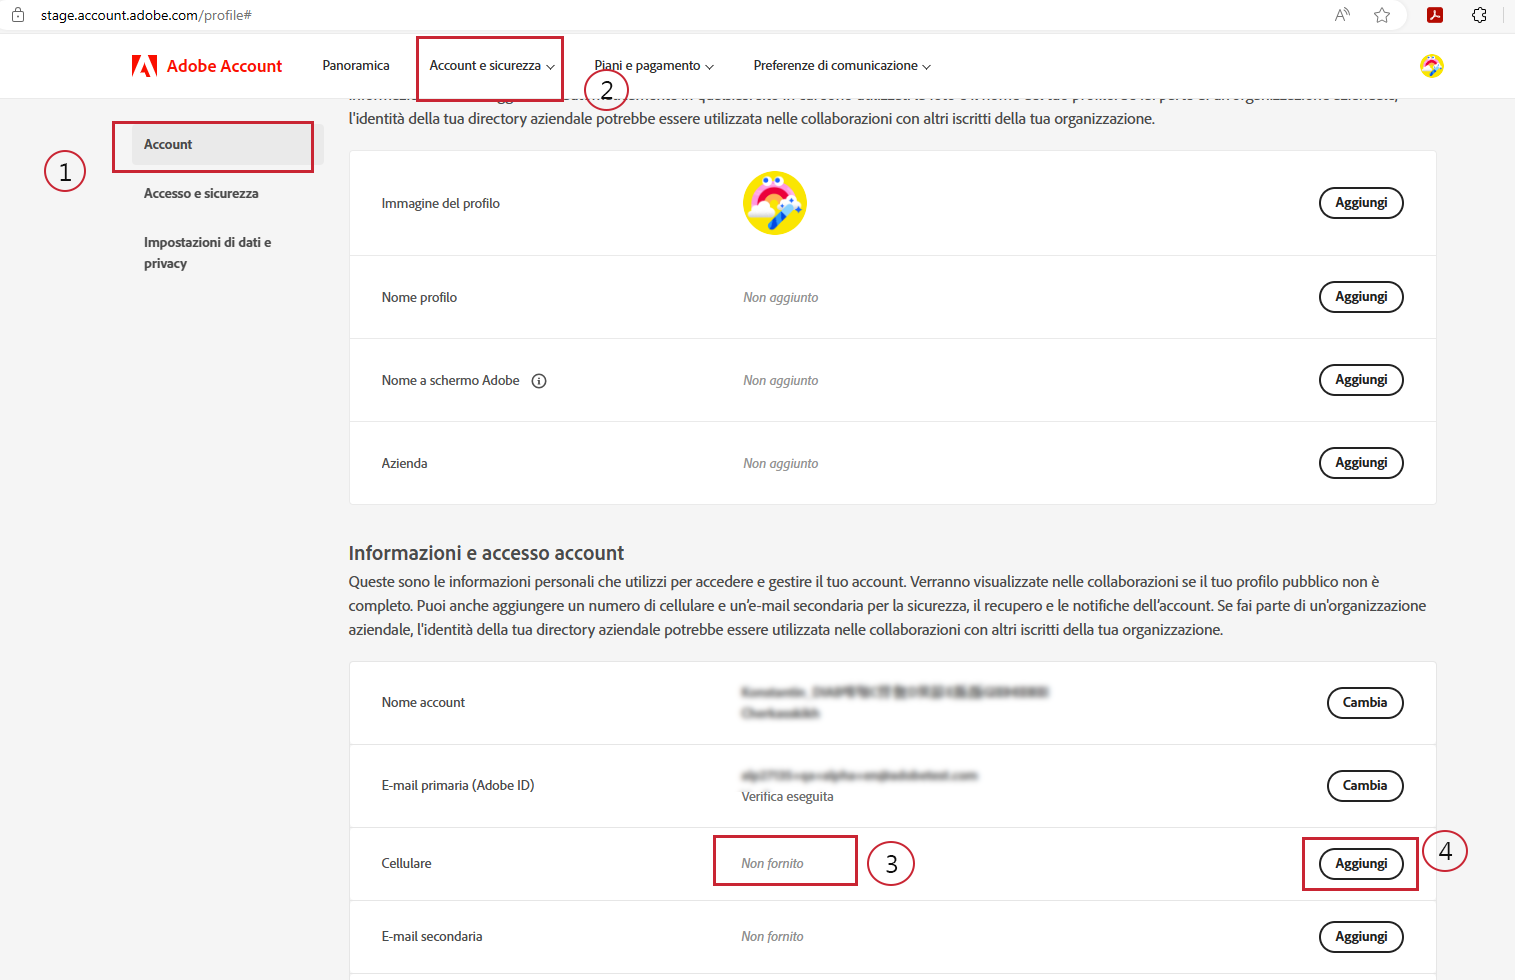 stage.account.adobe.com/profile#
Adobe Account
Panoramica
Account e sicurezza
Piani e pagamento
Preferenze di comunicazione
2
l'identità della tua directory aziendale potrebbe essere utilizzata nelle collaborazioni con altri iscritti della tua organizzazione.
1
Account
Accesso e sicurezza
Impostazioni di dati e
privacy
Immagine del profilo
Aggiungi
Nome profilo
Non aggiunto
Aggiungi
Nome a schermo Adobe
Non aggiunto
Aggiungi
Azienda
Non aggiunto
Aggiungi
Informazioni e accesso account
Queste sono le informazioni personali che utilizzi per accedere e gestire il tuo account. Verranno visualizzate nelle collaborazioni se il tuo profilo pubblico non è
completo. Puoi anche aggiungere un numero di cellulare e un'e-mail secondaria per la sicurezza, il recupero e le notifiche dell'account. Se fai parte di un'organizzazione
aziendale, l'identità della tua directory aziendale potrebbe essere utilizzata nelle collaborazioni con altri iscritti della tua organizzazione.
Nome account
Cambia
E-mail primaria (Adobe ID)
Verifica eseguita
Cambia
Cellulare
Non fornito
3
Aggiungi
4
E-mail secondaria
Non fornito
Aggiungi